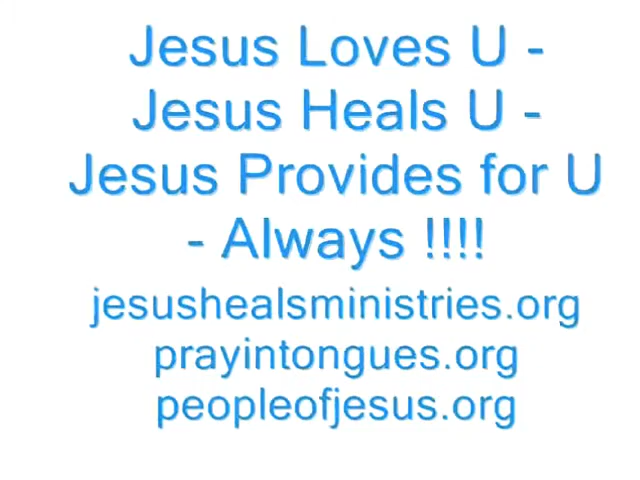 Jesus Loves U -
Jesus Heals U -
Jesus Provides for U
- Always !!!!
jesushealsministries.org
prayintongues.org
peopleofjesus.org